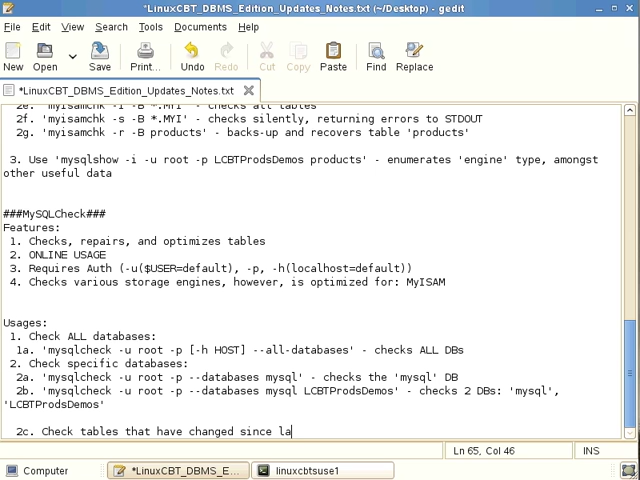 *LinuxCBT_DBMS_Edition_Updates_Notes.txt (~/Desktop) - gedit
File Edit View Search Tools Documents Help
New Open Save Print... Undo Redo Cut Copy Paste Find Replace
*LinuxCBT_DBMS_Edition_Updates_Notes.txt
2e. 'myisamchk -i -B *.MYI' - checks all tables
2f. 'myisamchk -s -B *.MYI' - checks silently, returning errors to STDOUT
2g. 'myisamchk -r -B products' - backs-up and recovers table 'products'
3. Use 'mysqlshow -i -u root -p LCBTProdsDemos products' - enumerates 'engine' type, amongst
other useful data
###MySQLCheck###
Features:
1. Checks, repairs, and optimizes tables
2. ONLINE USAGE
3. Requires Auth (-u($USER=default), -p, -h(localhost=default))
4. Checks various storage engines, however, is optimized for: MyISAM
Usages:
1. Check ALL databases:
1a. 'mysqlcheck -u root -p [-h HOST] --all-databases' - checks ALL DBs
2. Check specific databases:
2a. 'mysqlcheck -u root -p --databases mysql' - checks the 'mysql' DB
2b. 'mysqlcheck -u root -p --databases mysql LCBTProdsDemos' - checks 2 DBs: 'mysql',
'LCBTProdsDemos'
2c. Check tables that have changed since la
Ln 65, Col 46 INS
Computer *LinuxCBT_DBMS_E... linuxcbtsuse1